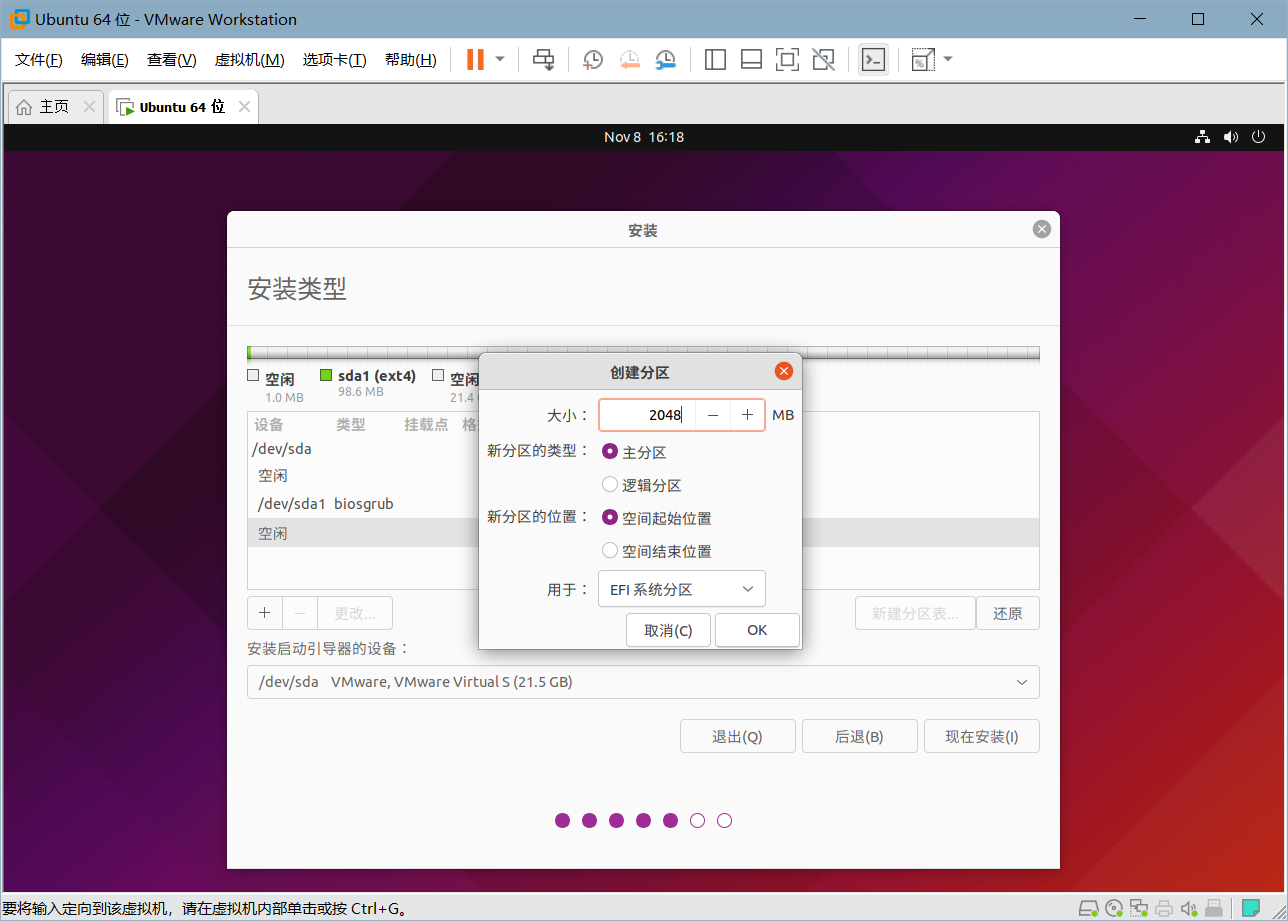 Ubuntu 64 位 - VMware Workstation
文件(F) 编辑(E) 查看(V) 虚拟机(M) 选项卡(T) 帮助(H)
主页 Ubuntu 64 位
Nov 8 16:18
安装
安装类型
空闲
1.0 MB
sda1 (ext4)
98.6 MB
空闲
21.4
设备 类型 挂载点
/dev/sda
空闲
/dev/sda1 biosgrub
空闲
创建分区
大小： 2048 MB
新分区的类型： 主分区
逻辑分区
新分区的位置： 空间起始位置
空间结束位置
用于： EFI 系统分区
取消(C) OK
+ − 更改... 新建分区表... 还原
安装启动引导器的设备：
/dev/sda VMware, VMware Virtual S (21.5 GB)
退出(Q) 后退(B) 现在安装(I)
要将输入定向到该虚拟机，请在虚拟机内部单击或按 Ctrl+G。